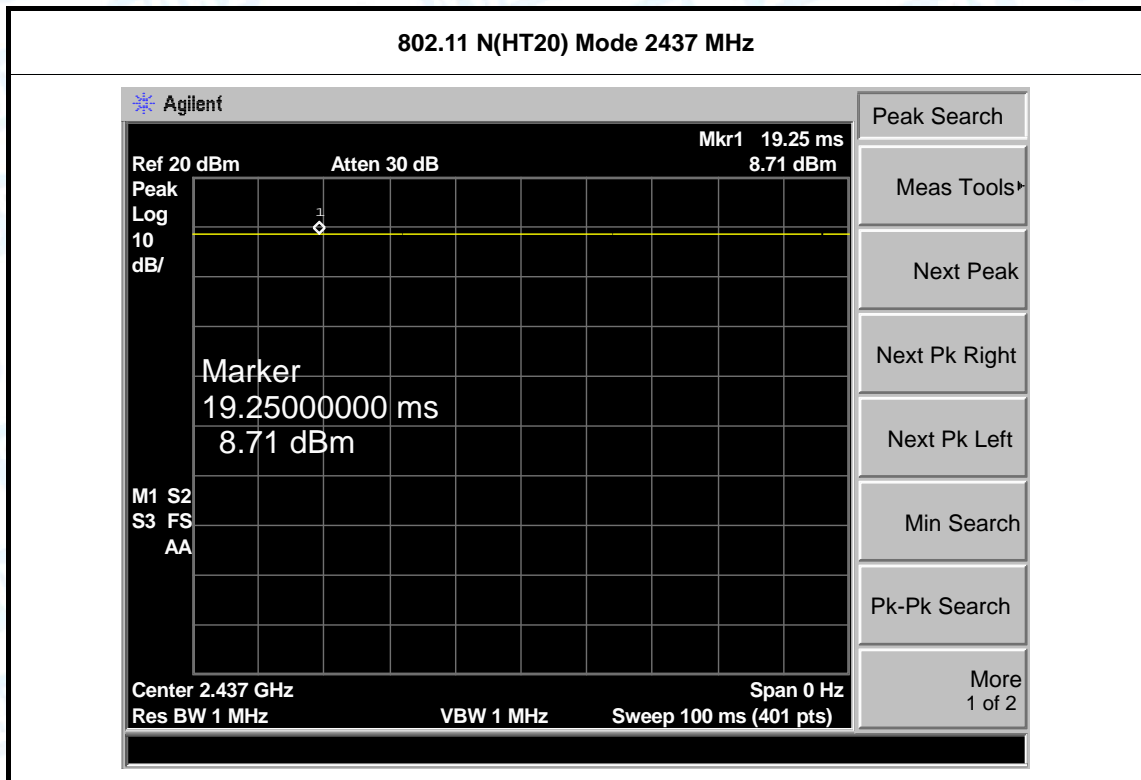 802.11 N(HT20) Mode 2437 MHz
Agilent
Peak Search
Mkr1 19.25 ms
Ref 20 dBm Atten 30 dB 8.71 dBm
Peak
Log
10
dB/
1
Meas Tools
Next Peak
Next Pk Right
Marker
19.25000000 ms
8.71 dBm
Next Pk Left
M1 S2
S3 FS
AA
Min Search
Pk-Pk Search
Center 2.437 GHz Span 0 Hz
Res BW 1 MHz VBW 1 MHz Sweep 100 ms (401 pts)
More
1 of 2